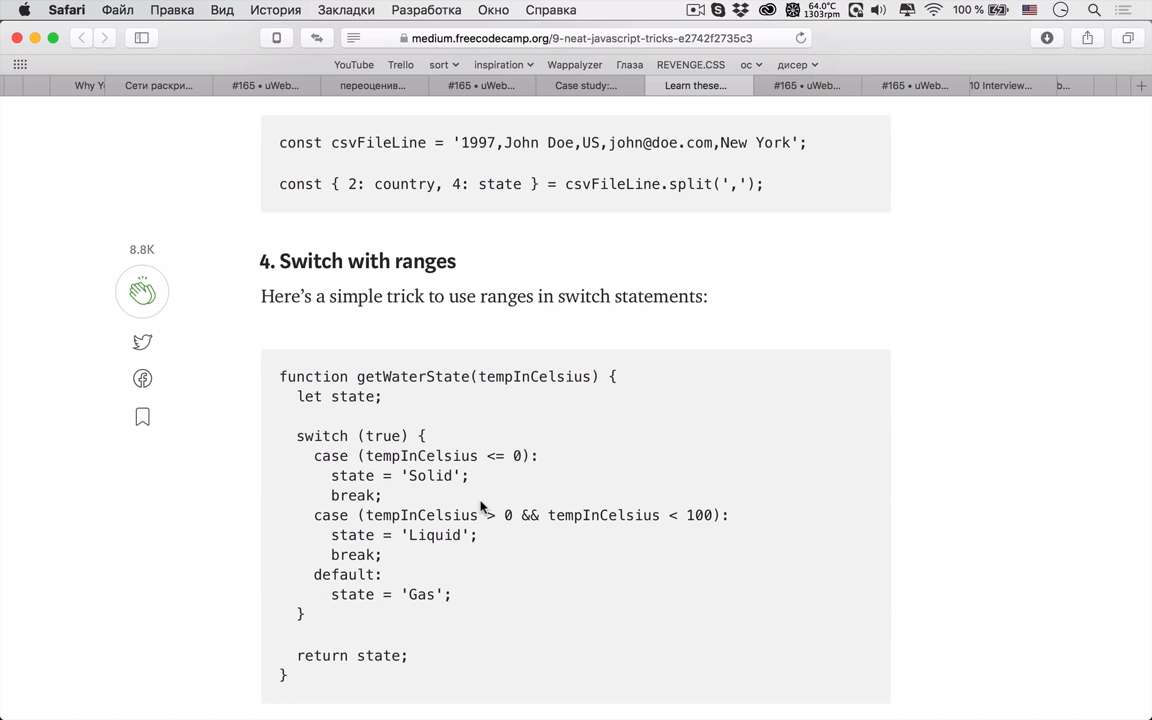 Safari Файл Правка Вид История Закладки Разработка Окно Справка 64.0°C 1303rpm 100 %
medium.freecodecamp.org/9-neat-javascript-tricks-e2742f2735c3
YouTube Trello sort inspiration Wappalyzer Глаза REVENGE.CSS ос дисер
Why Y Сети раскри... #165 • uWeb... переоценив... #165 • uWeb... Case study:... Learn these... #165 • uWeb... #165 • uWeb... 10 Interview... b...
const csvFileLine = '1997,John Doe,US,john@doe.com,New York';
const { 2: country, 4: state } = csvFileLine.split(',');
8.8K
4. Switch with ranges
Here’s a simple trick to use ranges in switch statements:
function getWaterState(tempInCelsius) {
let state;
switch (true) {
case (tempInCelsius <= 0):
state = 'Solid';
break;
case (tempInCelsius > 0 && tempInCelsius < 100):
state = 'Liquid';
break;
default:
state = 'Gas';
}
return state;
}